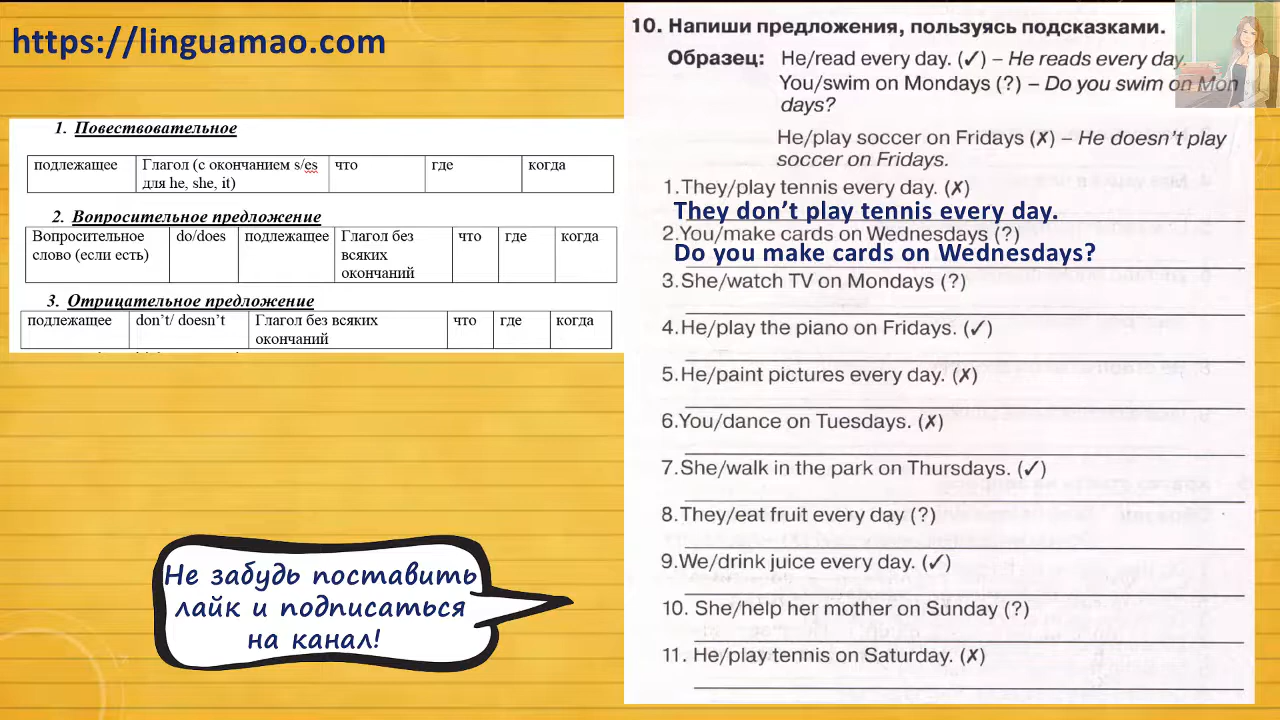 https://linguamao.com
1. Повествовательное
подлежащее Глагол (с окончанием s/es что где когда
для he, she, it)
2. Вопросительное предложение
Вопросительное do/does подлежащее Глагол без что где когда
слово (если есть) всяких
окончаний
3. Отрицательное предложение
подлежащее don't/ doesn't Глагол без всяких что где когда
окончаний
Не забудь поставить
лайк и подписаться
на канал!
10. Напиши предложения, пользуясь подсказками.
Образец: He/read every day. (✓) – He reads every day.
You/swim on Mondays (?) – Do you swim on Mon
days?
He/play soccer on Fridays (✗) – He doesn't play
soccer on Fridays.
1.They/play tennis every day. (✗)
They don't play tennis every day.
2.You/make cards on Wednesdays (?)
Do you make cards on Wednesdays?
3.She/watch TV on Mondays (?)
4.He/play the piano on Fridays. (✓)
5.He/paint pictures every day. (✗)
6.You/dance on Tuesdays. (✗)
7.She/walk in the park on Thursdays. (✓)
8.They/eat fruit every day (?)
9.We/drink juice every day. (✓)
10. She/help her mother on Sunday (?)
11. He/play tennis on Saturday. (✗)